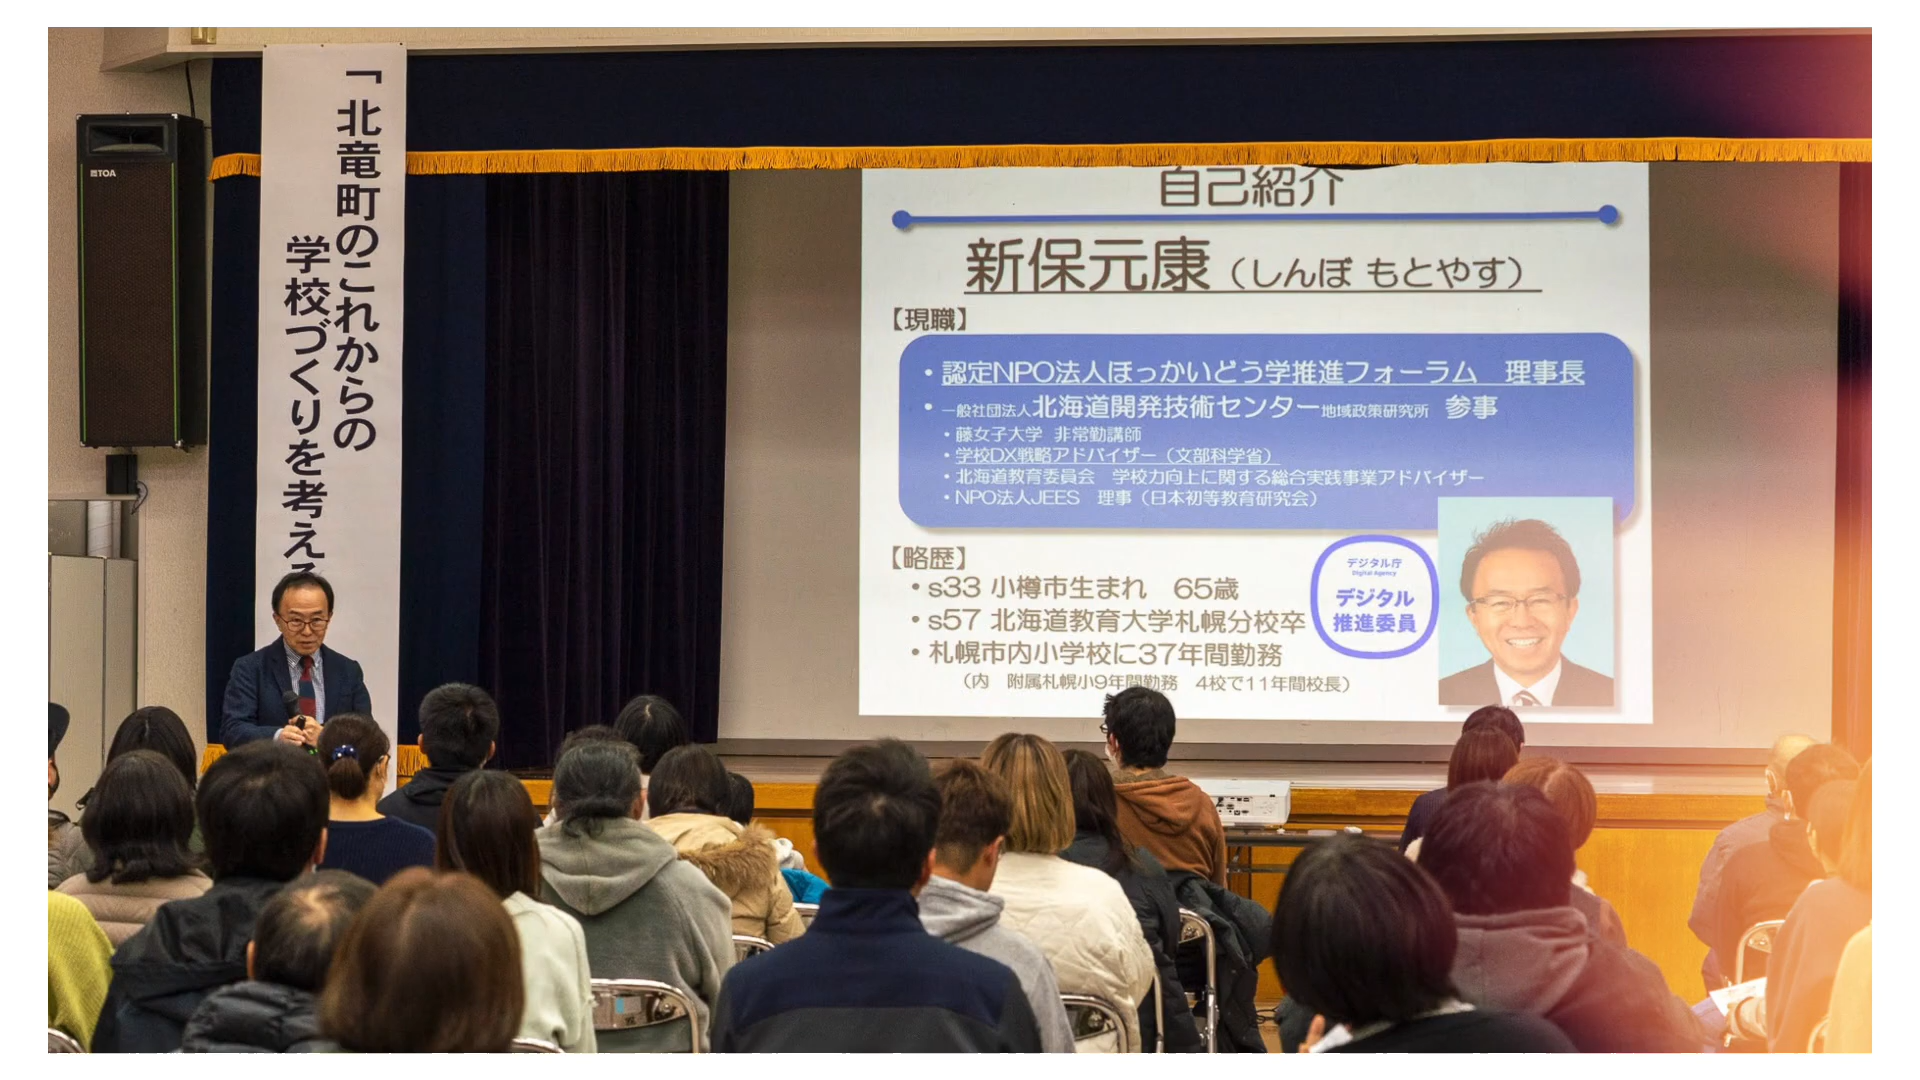 「北竜町のこれからの
学校づくりを考え
TOA
自己紹介
新保元康（しんぼ もとやす）
【現職】
・認定NPO法人ほっかいどう学推進フォーラム　理事長
・一般社団法人北海道開発技術センター地域政策研究所　参事
・藤女子大学　非常勤講師
・学校DX戦略アドバイザー（文部科学省）
・北海道教育委員会　学校力向上に関する総合実践事業アドバイザー
・NPO法人JEES　理事（日本初等教育研究会）
【略歴】
・s33 小樽市生まれ　65歳
・s57 北海道教育大学札幌分校卒
・札幌市内小学校に37年間勤務
（内　附属札幌小9年間勤務　4校で11年間校長）
デジタル庁
Digital Agency
デジタル
推進委員